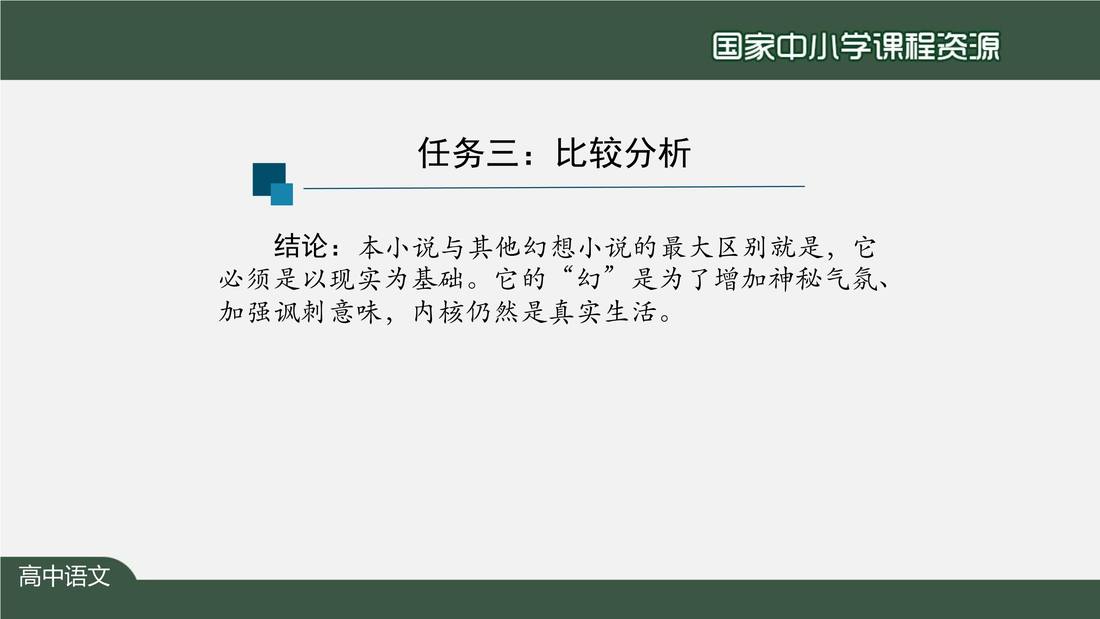 国家中小学课程资源
任务三：比较分析
结论：本小说与其他幻想小说的最大区别就是，它
必须是以现实为基础。它的“幻”是为了增加神秘气氛、
加强讽刺意味，内核仍然是真实生活。
高中语文